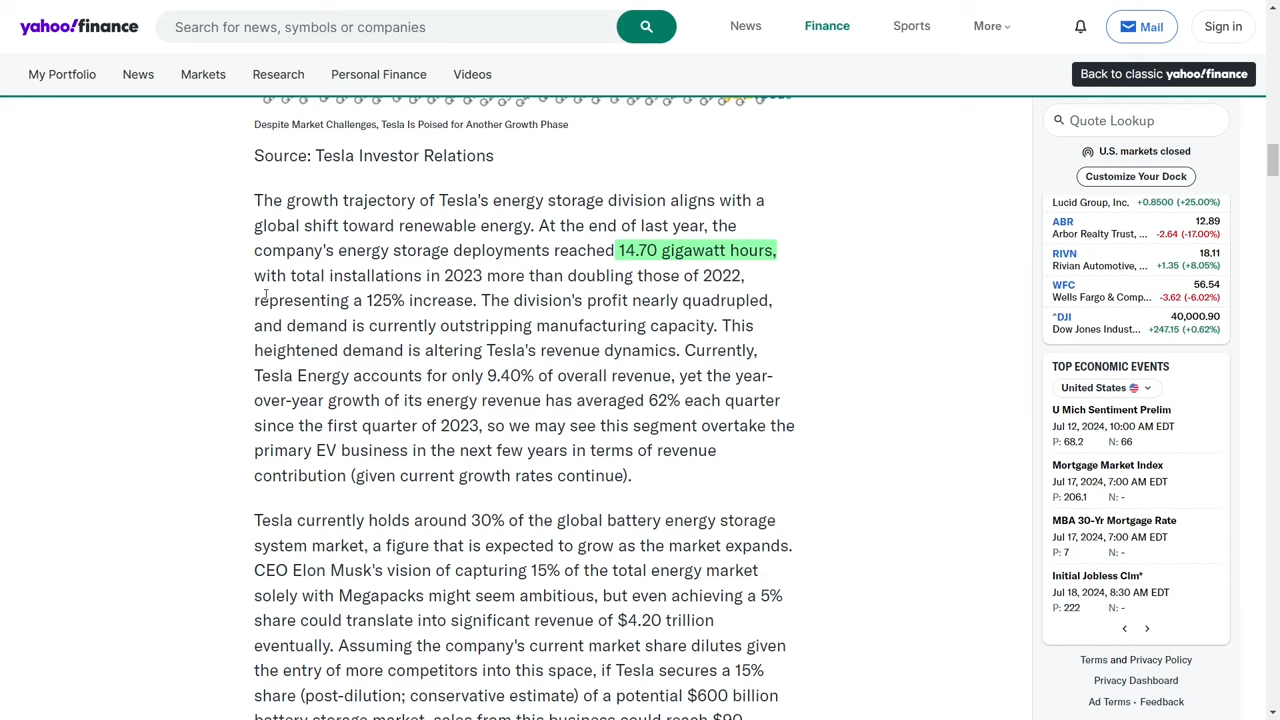 yahoo!finance
Search for news, symbols or companies
News
Finance
Sports
More
Mail
Sign in
My Portfolio
News
Markets
Research
Personal Finance
Videos
Back to classic yahoo!finance
Despite Market Challenges, Tesla Is Poised for Another Growth Phase
Source: Tesla Investor Relations
The growth trajectory of Tesla's energy storage division aligns with a
global shift toward renewable energy. At the end of last year, the
company's energy storage deployments reached 14.70 gigawatt hours,
with total installations in 2023 more than doubling those of 2022,
representing a 125% increase. The division's profit nearly quadrupled,
and demand is currently outstripping manufacturing capacity. This
heightened demand is altering Tesla's revenue dynamics. Currently,
Tesla Energy accounts for only 9.40% of overall revenue, yet the year-
over-year growth of its energy revenue has averaged 62% each quarter
since the first quarter of 2023, so we may see this segment overtake the
primary EV business in the next few years in terms of revenue
contribution (given current growth rates continue).
Tesla currently holds around 30% of the global battery energy storage
system market, a figure that is expected to grow as the market expands.
CEO Elon Musk's vision of capturing 15% of the total energy market
solely with Megapacks might seem ambitious, but even achieving a 5%
share could translate into significant revenue of $4.20 trillion
eventually. Assuming the company's current market share dilutes given
the entry of more competitors into this space, if Tesla secures a 15%
share (post-dilution; conservative estimate) of a potential $600 billion
battery storage market, sales from this business could reach $90
Quote Lookup
U.S. markets closed
Customize Your Dock
Lucid Group, Inc. +0.8500 (+25.00%)
ABR 12.89
Arbor Realty Trust, ... -2.64 (-17.00%)
RIVN 18.11
Rivian Automotive, ... +1.35 (+8.05%)
WFC 56.54
Wells Fargo & Comp... -3.62 (-6.02%)
^DJI 40,000.90
Dow Jones Indust... +247.15 (+0.62%)
TOP ECONOMIC EVENTS
United States
U Mich Sentiment Prelim
Jul 12, 2024, 10:00 AM EDT
P: 68.2 N: 66
Mortgage Market Index
Jul 17, 2024, 7:00 AM EDT
P: 206.1 N: -
MBA 30-Yr Mortgage Rate
Jul 17, 2024, 7:00 AM EDT
P: 7 N: -
Initial Jobless Clm*
Jul 18, 2024, 8:30 AM EDT
P: 222 N: -
Terms and Privacy Policy
Privacy Dashboard
Ad Terms • Feedback